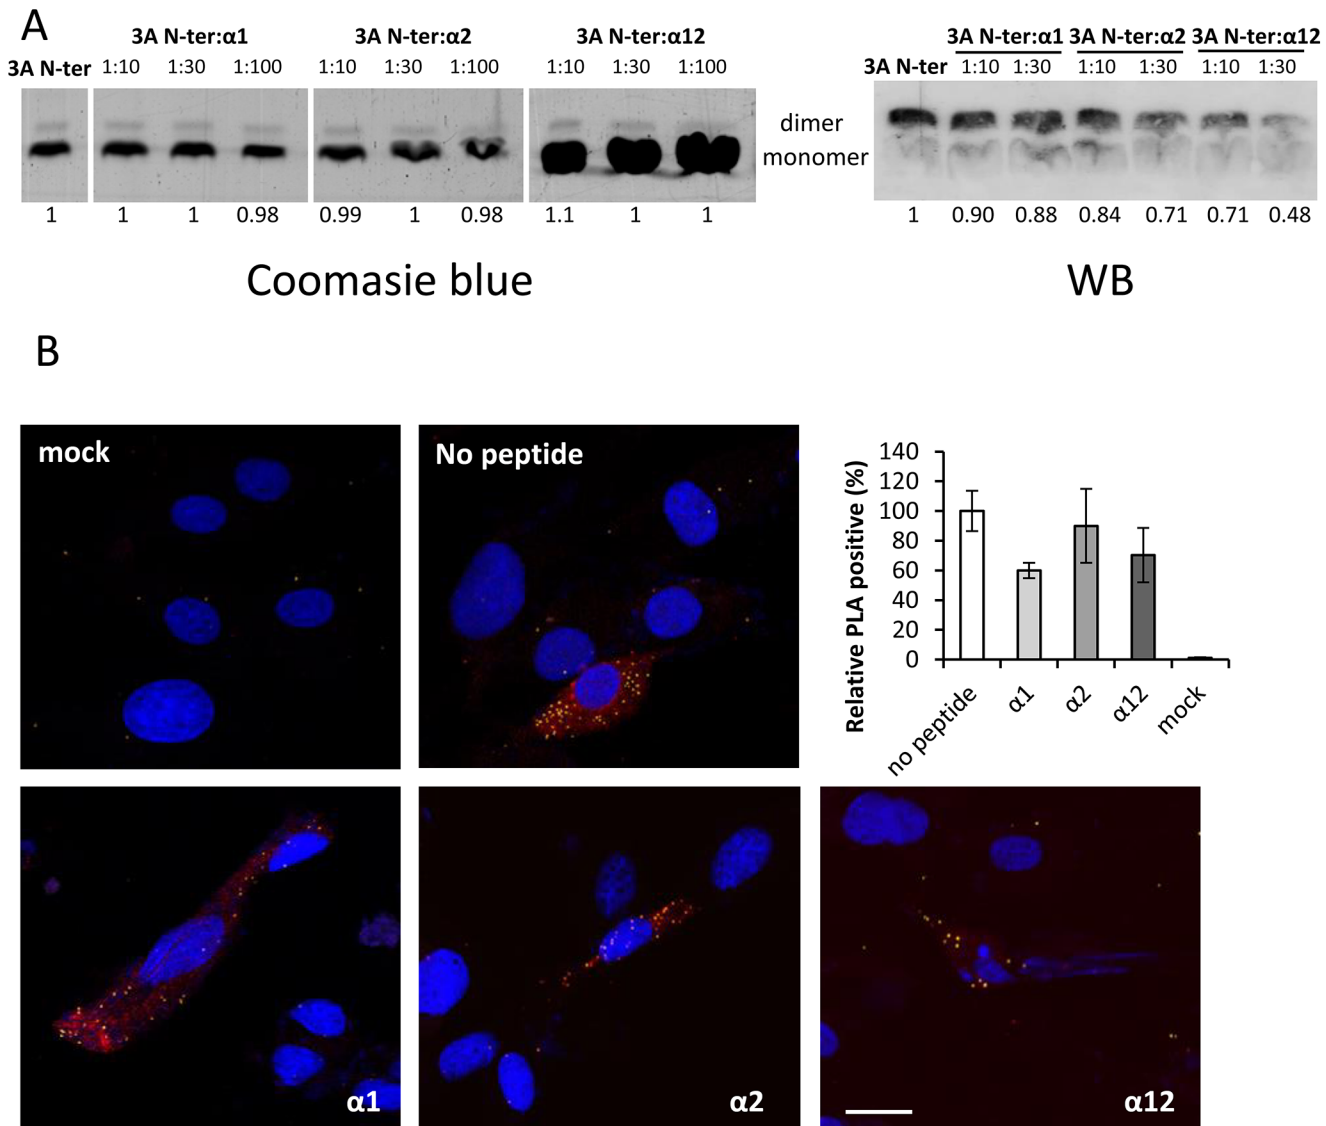 A
3A N-ter:α1 3A N-ter:α2 3A N-ter:α12
3A N-ter 1:10 1:30 1:100 1:10 1:30 1:100 1:10 1:30 1:100
1 1 1 0.98 0.99 1 0.98 1.1 1 1
Coomasie blue
dimer
monomer
3A N-ter:α1 3A N-ter:α2 3A N-ter:α12
3A N-ter 1:10 1:30 1:10 1:30 1:10 1:30
1 0.90 0.88 0.84 0.71 0.71 0.48
WB
B
mock
No peptide
Relative PLA positive (%)
140
120
100
80
60
40
20
0
no peptide α1 α2 α12 mock
α1
α2
α12